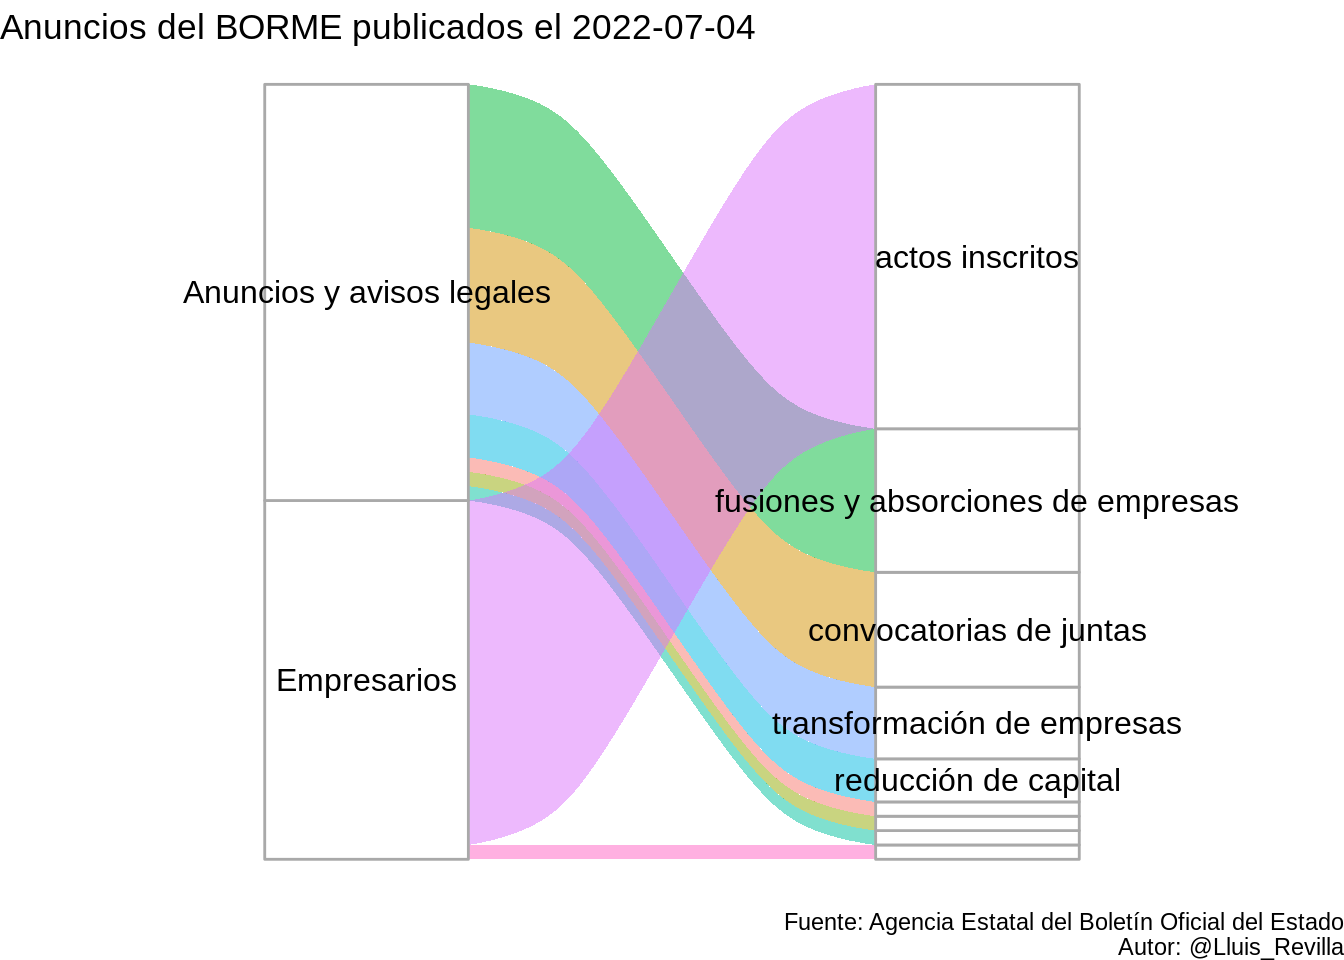 Anuncios del BORME publicados el 2022-07-04
actos inscritos
Anuncios y avisos legales
fusiones y absorciones de empresas
convocatorias de juntas
Empresarios
transformación de empresas
reducción de capital
Fuente: Agencia Estatal del Boletín Oficial del Estado
Autor: @Lluis_Revilla